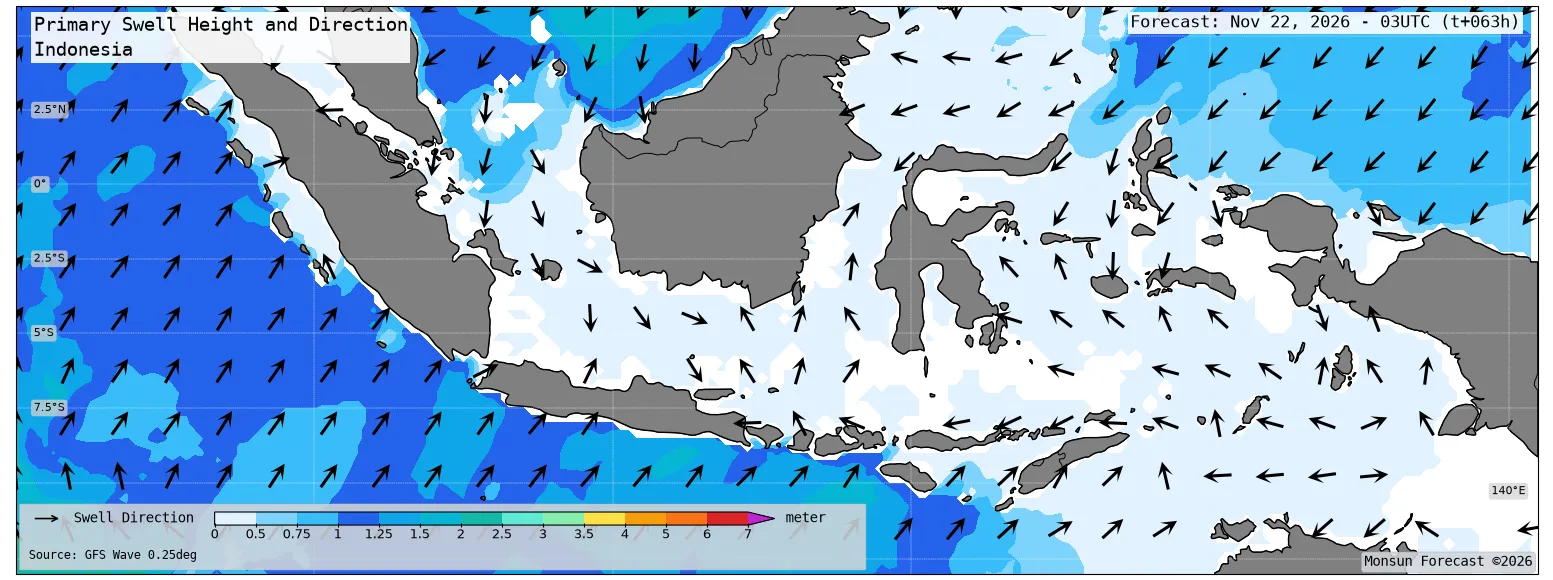 Primary Swell Height and Direction
Indonesia
Forecast: Nov 22, 2026 - 03UTC (t+063h)
2.5°N
0°
2.5°S
5°S
7.5°S
140°E
Swell Direction
0 0.5 0.75 1 1.25 1.5 2 2.5 3 3.5 4 5 6 7
meter
Source: GFS Wave 0.25deg
Monsun Forecast ©2026